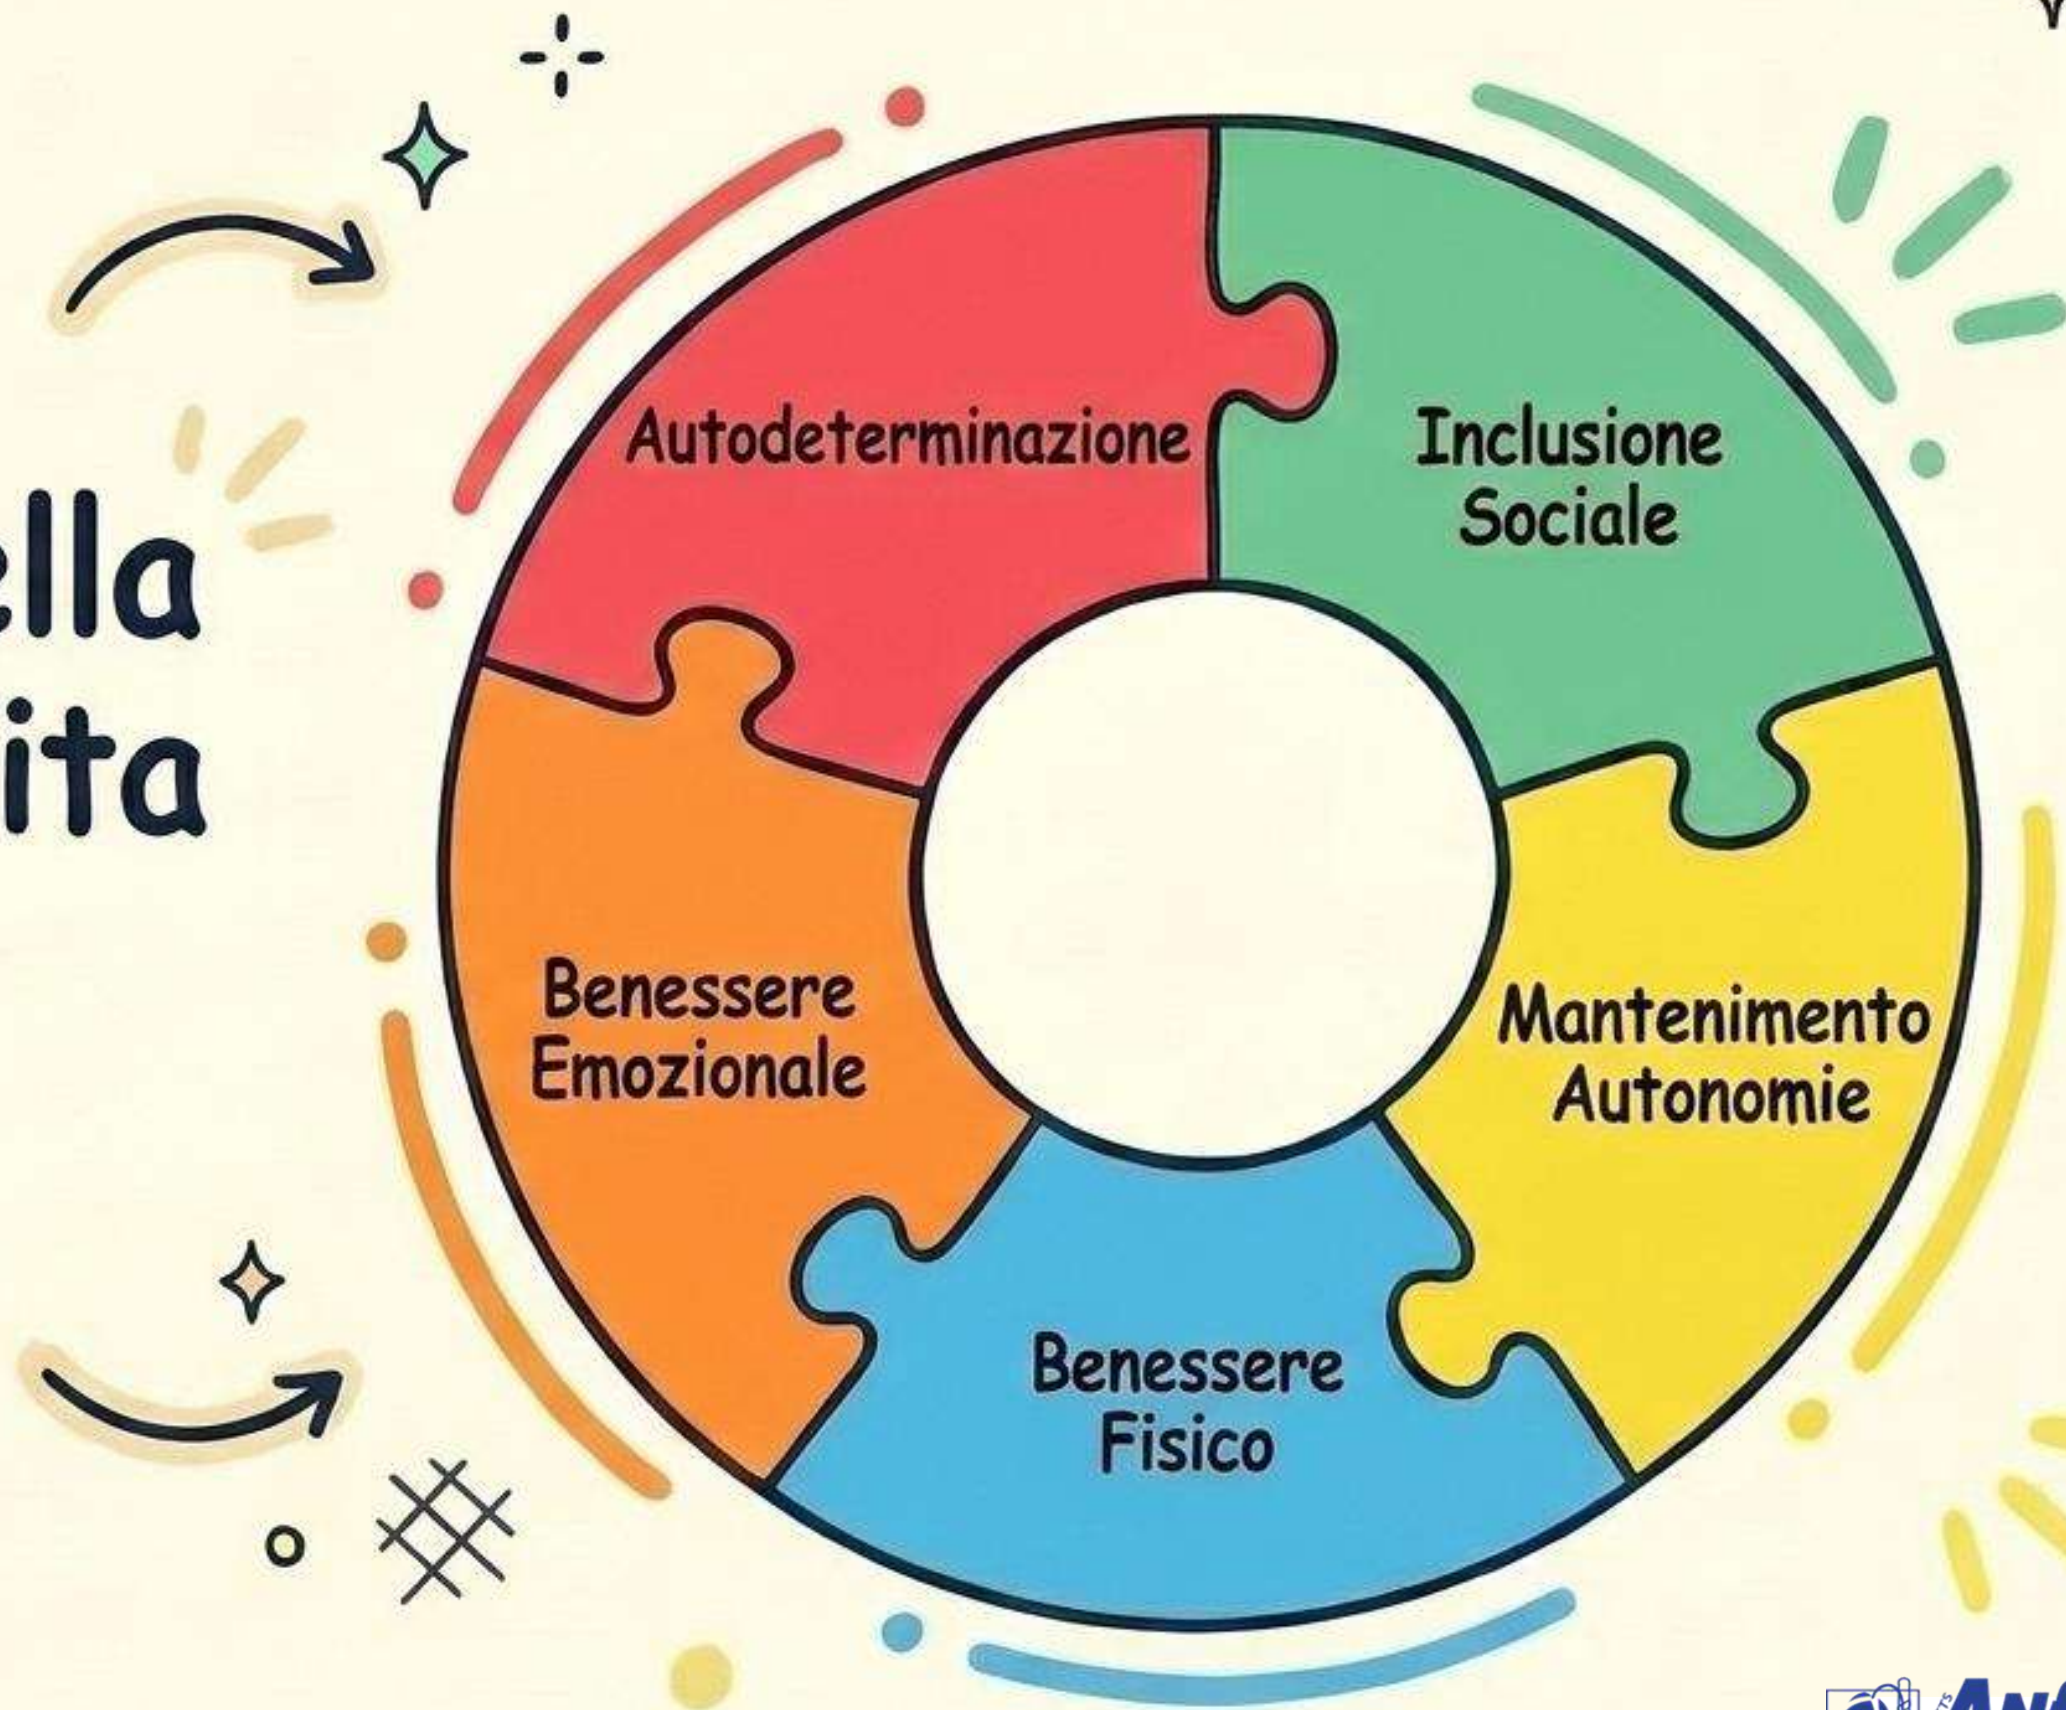 ella
ita
Autodeterminazione
Inclusione
Sociale
Benessere
Emozionale
Mantenimento
Autonomie
Benessere
Fisico